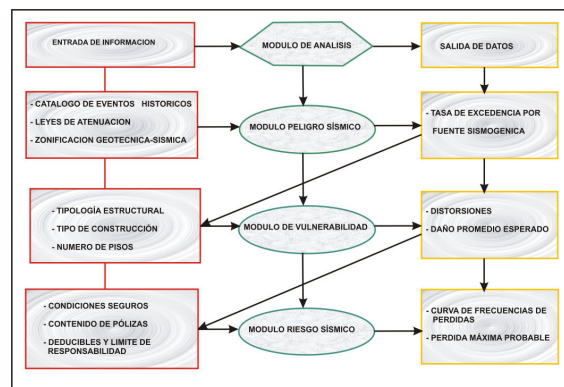 ENTRADA DE INFORMACION
MODULO DE ANALISIS
SALIDA DE DATOS
- CATALOGO DE EVENTOS HISTORICOS
- LEYES DE ATENUACION
- ZONIFICACION GEOTECNICA-SISMICA
MODULO PELIGRO SÍSMICO
- TASA DE EXCEDENCIA POR
FUENTE SISMOGENICA
- TIPOLOGÍA ESTRUCTURAL
- TIPO DE CONSTRUCCIÓN
- NUMERO DE PISOS
MODULO DE VULNERABILIDAD
- DISTORSIONES
- DAÑO PROMEDIO ESPERADO
- CONDICIONES SEGUROS
- CONTENIDO DE PÓLIZAS
- DEDUCIBLES Y LIMITE DE
RESPONSABILIDAD
MODULO RIESGO SÍSMICO
- CURVA DE FRECUENCIAS DE
PERDIDAS
- PERDIDA MÁXIMA PROBABLE